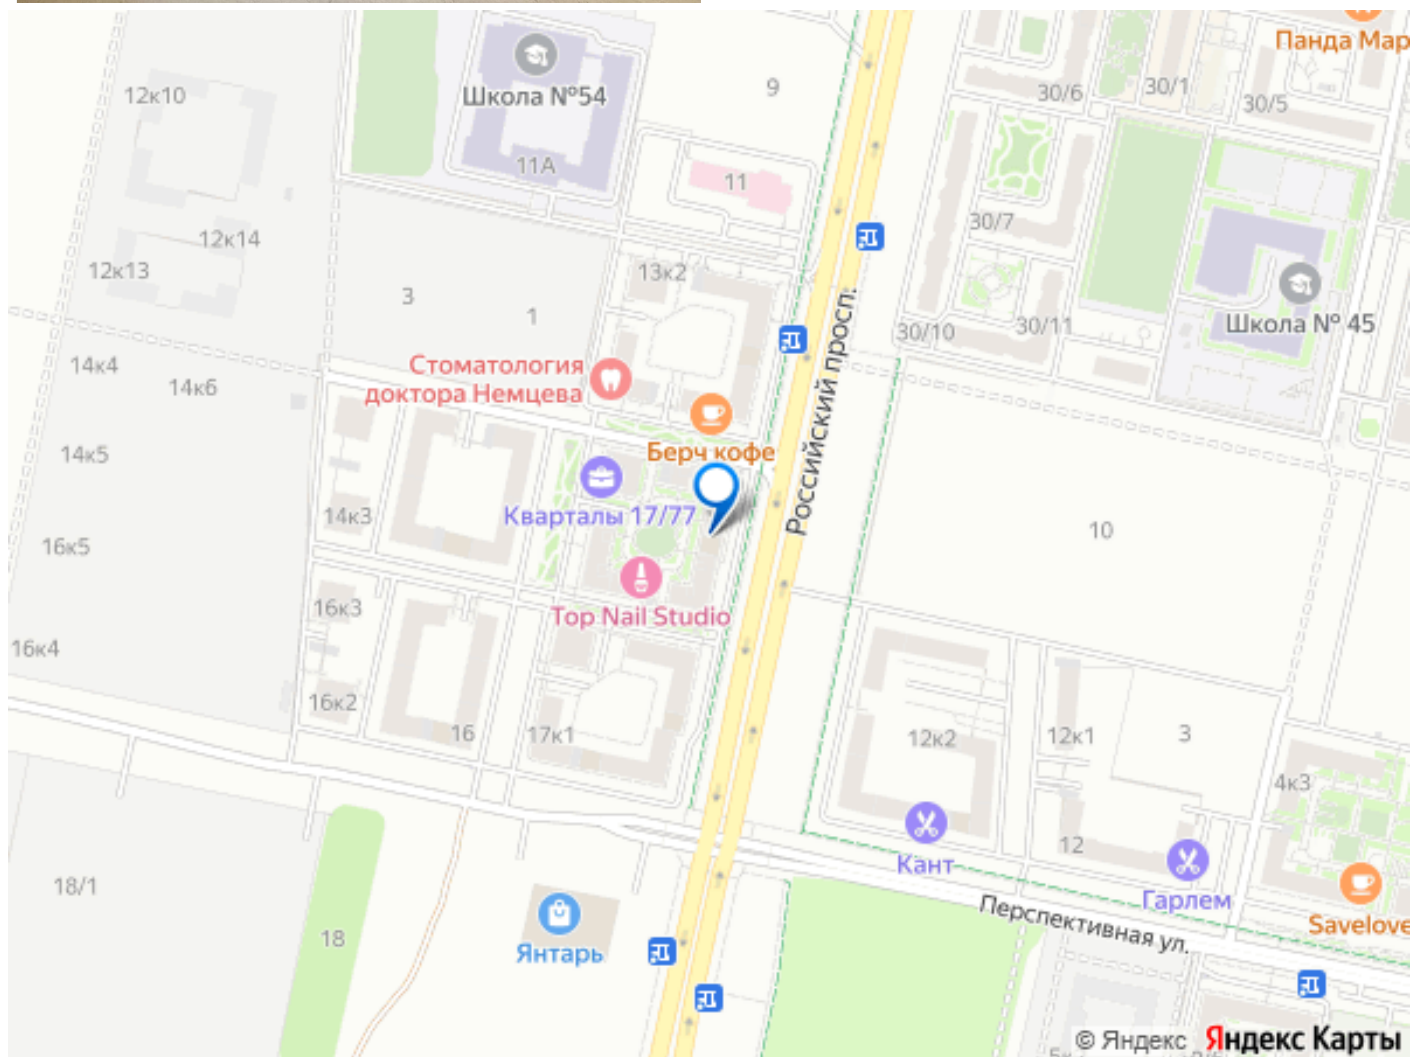 Панда Мар
Школа №54
12к10
9
30/6
30/1
30/5
11А
11
30/7
12к14
12к13
13к2
3
1
30/10
30/11
Школа № 45
Российский просп.
Стоматология
доктора Немцева
14к4
14к6
Берч кофе
14к5
Кварталы 17/77
14к3
16к5
10
16к3
Top Nail Studio
16к4
16к2
16
17к1
12к2
12к1
3
4к3
12
Кант
Гарлем
18/1
18
Янтарь
Перспективная ул.
Savelove
© Яндекс Яндекс Карты